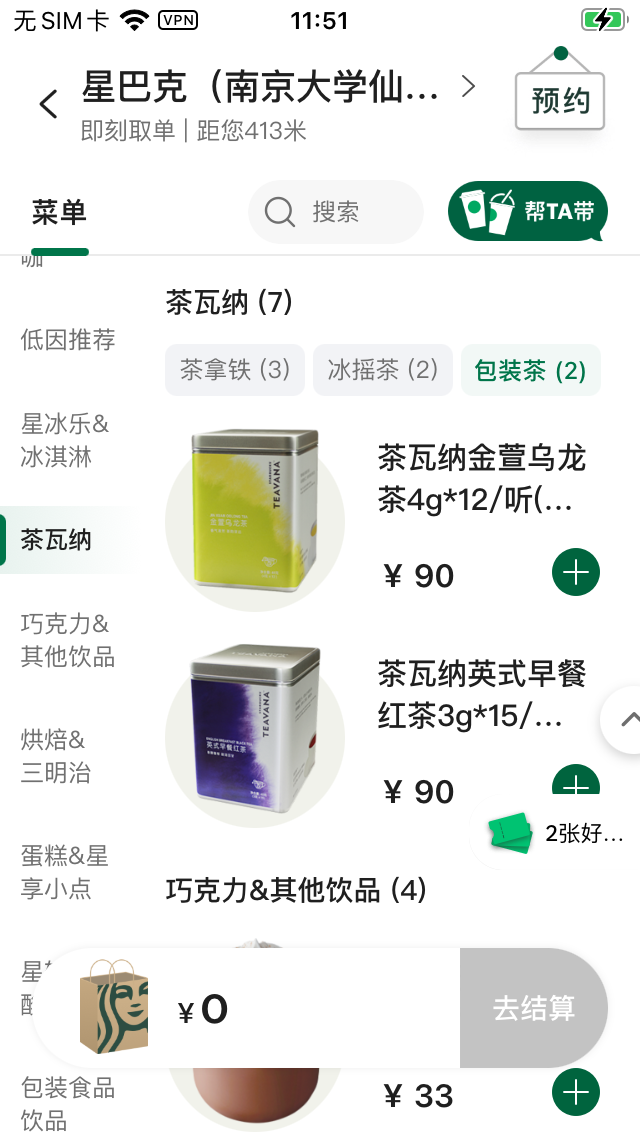 无SIM卡 VPN 11:51
星巴克（南京大学仙...
即刻取单 | 距您413米
预约
菜单
搜索
帮TA带
咖
低因推荐
星冰乐&
冰淇淋
茶瓦纳
巧克力&
其他饮品
烘焙&
三明治
蛋糕&星
享小点
包装食品
饮品
茶瓦纳 (7)
茶拿铁 (3)
冰摇茶 (2)
包装茶 (2)
TEAVANA
金萱乌龙茶
茶瓦纳金萱乌龙
茶4g*12/听(...
¥ 90
TEAVANA
ENGLISH BREAKFAST BLACK TEA
英式早餐红茶
茶瓦纳英式早餐
红茶3g*15/...
¥ 90
2张好...
巧克力&其他饮品 (4)
¥ 0
去结算
¥ 33